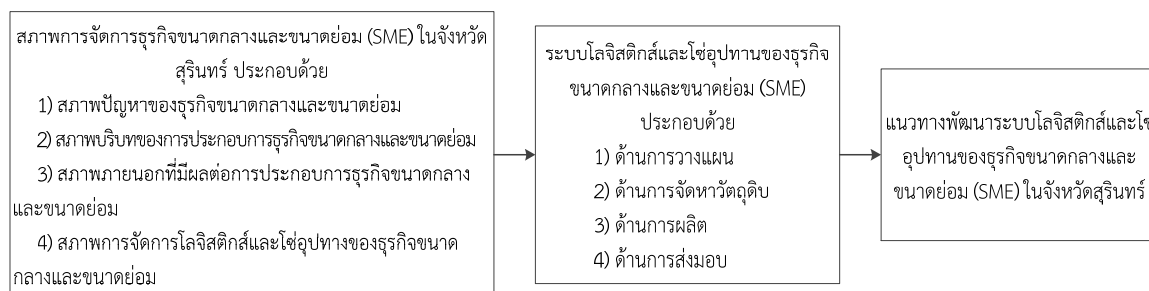 สภาพการจัดการธุรกิจขนาดกลางและขนาดย่อม (SME) ในจังหวัด
สุรินทร์ ประกอบด้วย
1) สภาพปัญหาของธุรกิจขนาดกลางและขนาดย่อม
2) สภาพบริบทของการประกอบการธุรกิจขนาดกลางและขนาดย่อม
3) สภาพภายนอกที่มีผลต่อการประกอบการธุรกิจขนาดกลาง
และขนาดย่อม
4) สภาพการจัดการโลจิสติกส์และโซ่อุปทางของธุรกิจขนาด
กลางและขนาดย่อม
ระบบโลจิสติกส์และโซ่อุปทานของธุรกิจ
ขนาดกลางและขนาดย่อม (SME)
ประกอบด้วย
1) ด้านการวางแผน
2) ด้านการจัดหาวัตถุดิบ
3) ด้านการผลิต
4) ด้านการส่งมอบ
แนวทางพัฒนาระบบโลจิสติกส์และโซ่
อุปทานของธุรกิจขนาดกลางและ
ขนาดย่อม (SME) ในจังหวัดสุรินทร์